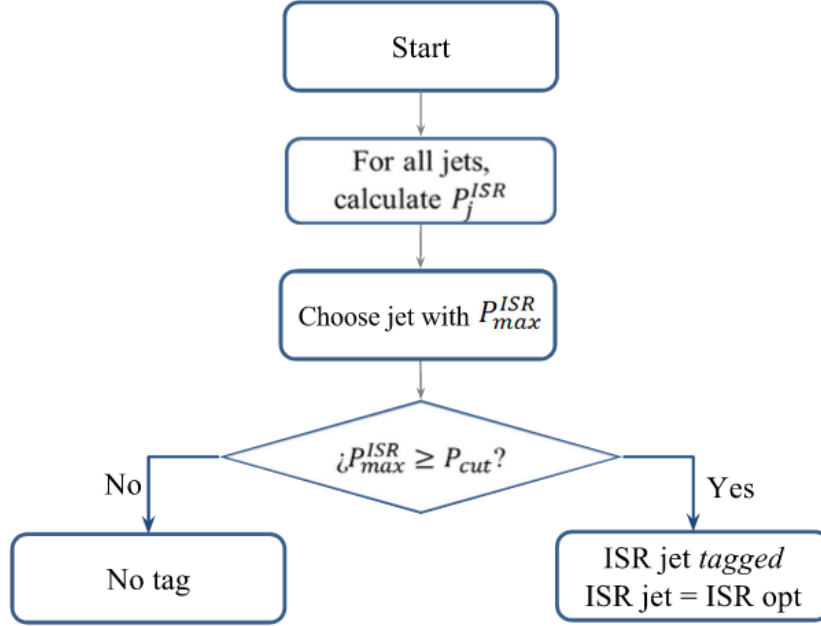 Start
For all jets,
calculate P_j^{ISR}
Choose jet with P_{max}^{ISR}
¿P_{max}^{ISR} ≥ P_{cut}?
No
Yes
No tag
ISR jet tagged
ISR jet = ISR opt